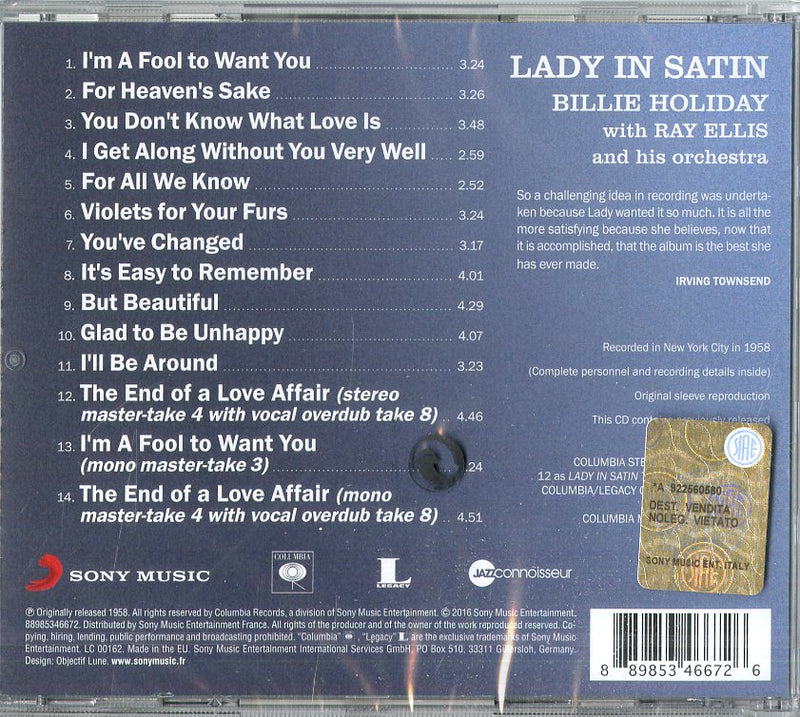 1. I'm A Fool to Want You 3.24
2. For Heaven's Sake 3.26
3. You Don't Know What Love Is 3.48
4. I Get Along Without You Very Well 2.59
5. For All We Know 2.52
6. Violets for Your Furs 3.24
7. You've Changed 3.17
8. It's Easy to Remember 4.01
9. But Beautiful 4.29
10. Glad to Be Unhappy 4.07
11. I'll Be Around 3.23
12. The End of a Love Affair (stereo
master-take 4 with vocal overdub take 8) 4.46
13. I'm A Fool to Want You
(mono master-take 3) .24
14. The End of a Love Affair (mono
master-take 4 with vocal overdub take 8) 4.51
LADY IN SATIN
BILLIE HOLIDAY
with RAY ELLIS
and his orchestra
So a challenging idea in recording was underta-
ken because Lady wanted it so much. It is all the
more satisfying because she believes, now that
it is accomplished, that the album is the best she
has ever made.
IRVING TOWNSEND
Recorded in New York City in 1958
(Complete personnel and recording details inside)
Original sleeve reproduction
This CD contains previously released
COLUMBIA
12 as LADY IN SATIN
COLUMBIA/LEGACY
COLUMBIA
SIAE
*A 922560580
DEST. VENDITA
NOLEG. VIETATO
SONY MUSIC ENT. ITALY
SIAE
SONY MUSIC
COLUMBIA
L
LEGACY
JAZZconnoisseur
℗ Originally released 1958. All rights reserved by Columbia Records, a division of Sony Music Entertainment. © 2016 Sony Music Entertainment.
88985346672. Distributed by Sony Music Entertainment France. All rights of the producer and of the owner of the work reproduced reserved. Co-
pying, hiring, lending, public performance and broadcasting prohibited. "Columbia" , "Legacy" L are the exclusive trademarks of Sony Music
Entertainment. LC 00162. Made in the EU. Sony Music Entertainment International Services GmbH, PO Box 510, 33311 Gütersloh, Germany.
Design: Objectif Lune. www.sonymusic.fr
8 89853 46672 6